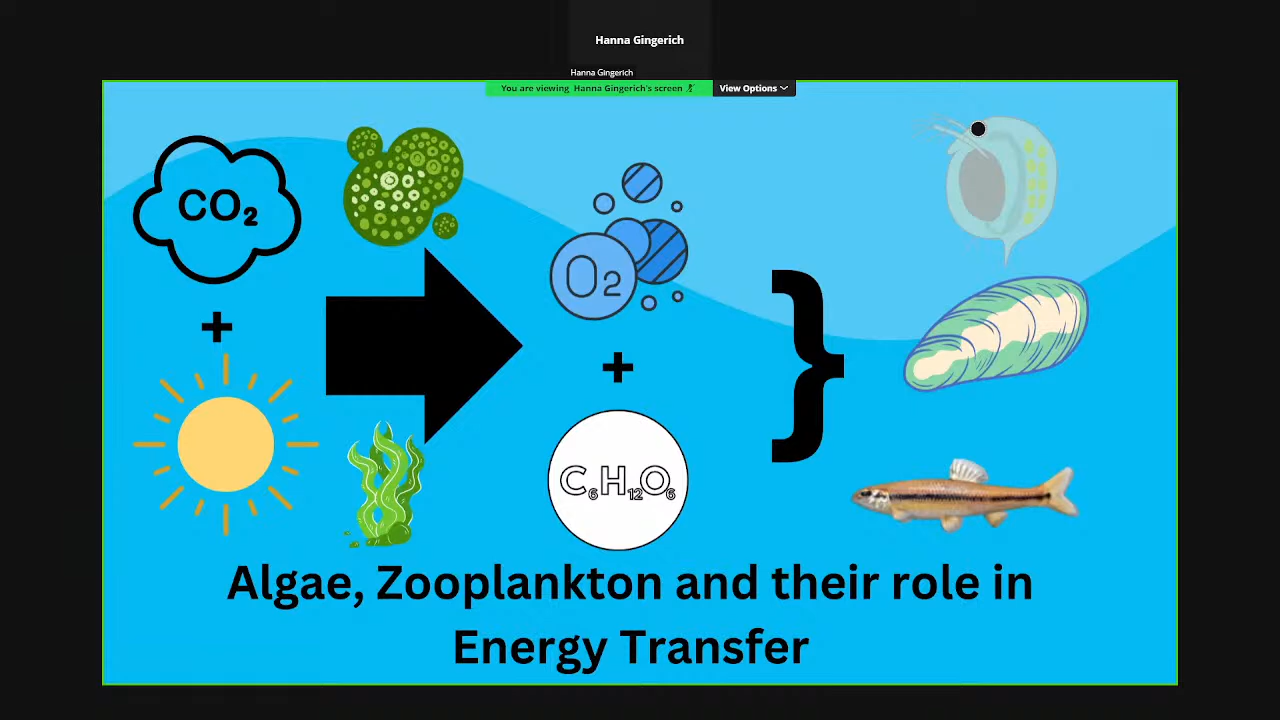 Hanna Gingerich
Hanna Gingerich
You are viewing Hanna Gingerich's screen
View Options
CO₂
+
O₂
+
C₆H₁₂O₆
}
Algae, Zooplankton and their role in
Energy Transfer